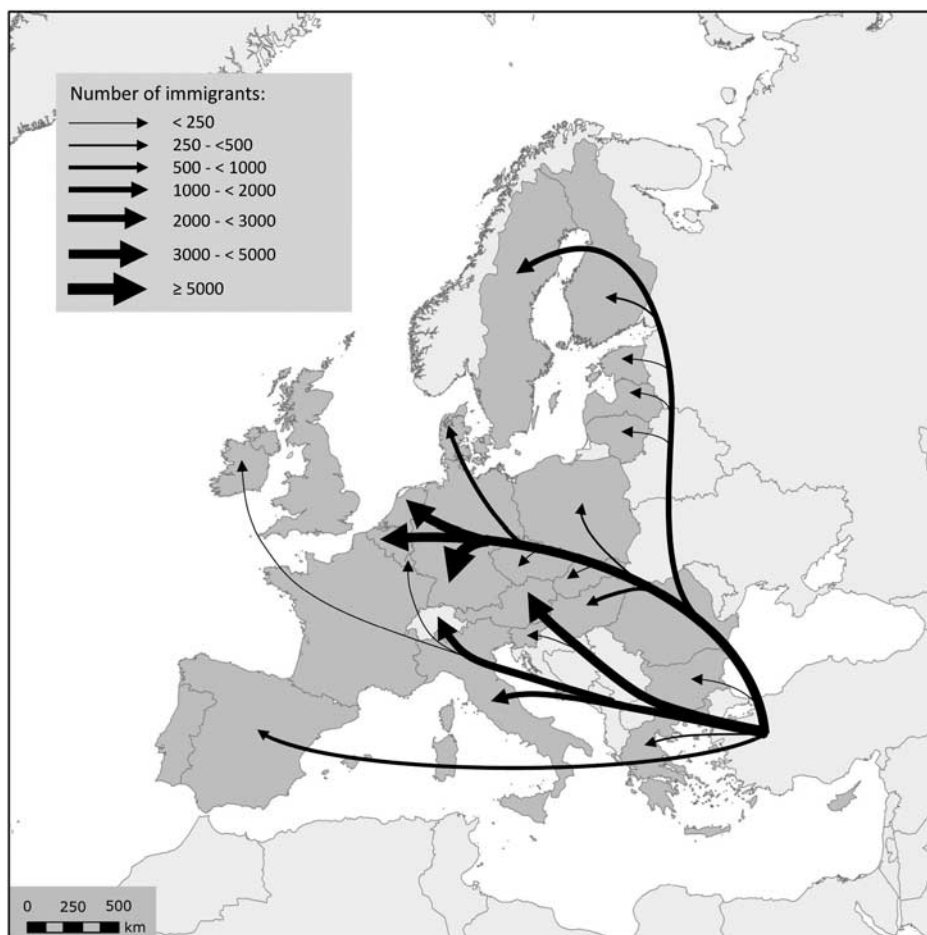 Number of immigrants:
< 250
250 - <500
500 - < 1000
1000 - < 2000
2000 - < 3000
3000 - < 5000
≥ 5000
0 250 500
km